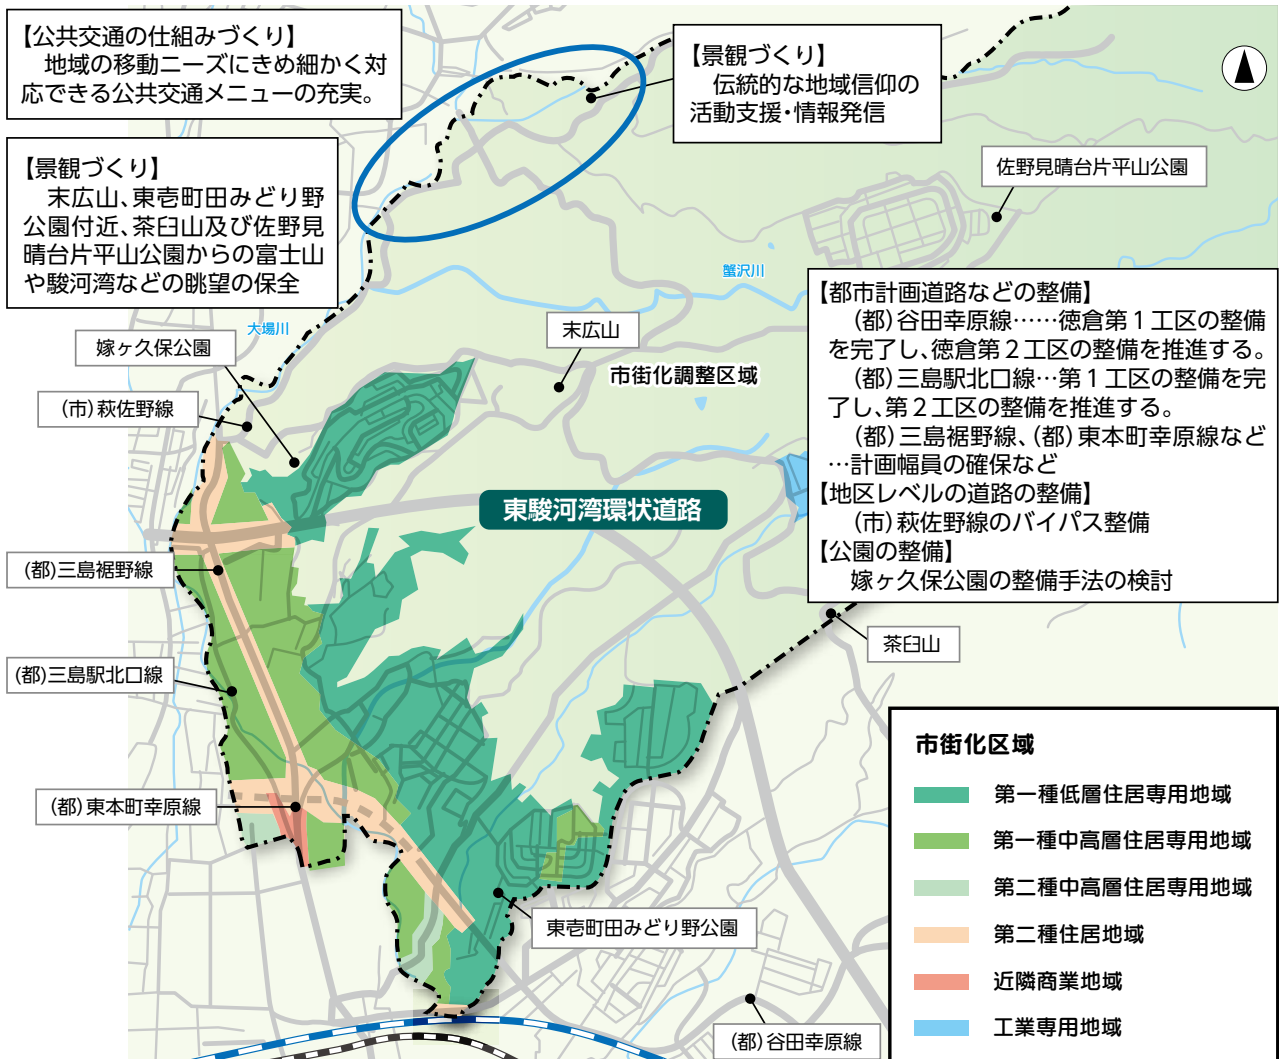 【公共交通の仕組みづくり】
地域の移動ニーズにきめ細かく対
応できる公共交通メニューの充実。
【景観づくり】
伝統的な地域信仰の
活動支援・情報発信
【景観づくり】
末広山、東壱町田みどり野
公園付近、茶臼山及び佐野見
晴台片平山公園からの富士山
や駿河湾などの眺望の保全
佐野見晴台片平山公園
蟹沢川
大場川
嫁ヶ久保公園
末広山
市街化調整区域
(市)萩佐野線
【都市計画道路などの整備】
(都)谷田幸原線……徳倉第1工区の整備
を完了し、徳倉第2工区の整備を推進する。
(都)三島駅北口線…第1工区の整備を完
了し、第2工区の整備を推進する。
(都)三島裾野線、(都)東本町幸原線など
…計画幅員の確保など
【地区レベルの道路の整備】
(市)萩佐野線のバイパス整備
【公園の整備】
嫁ヶ久保公園の整備手法の検討
東駿河湾環状道路
(都)三島裾野線
茶臼山
(都)三島駅北口線
(都)東本町幸原線
東壱町田みどり野公園
(都)谷田幸原線
市街化区域
第一種低層住居専用地域
第一種中高層住居専用地域
第二種中高層住居専用地域
第二種住居地域
近隣商業地域
工業専用地域